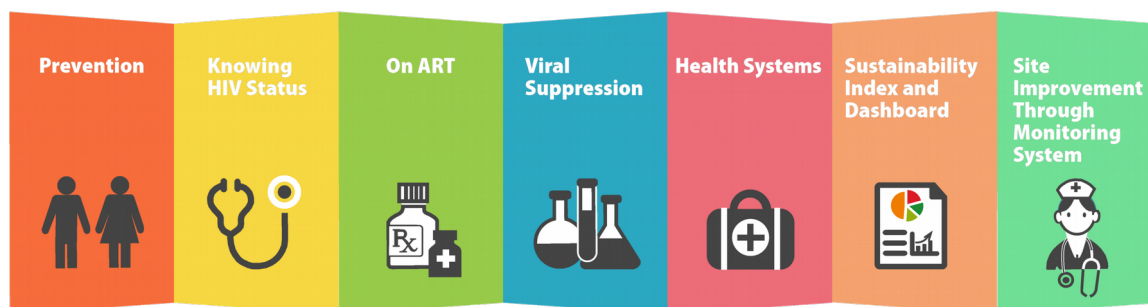 Prevention
Knowing
HIV Status
On ART
Viral
Suppression
Health Systems
Sustainability
Index and
Dashboard
Site
Improvement
Through
Monitoring
System
Rx